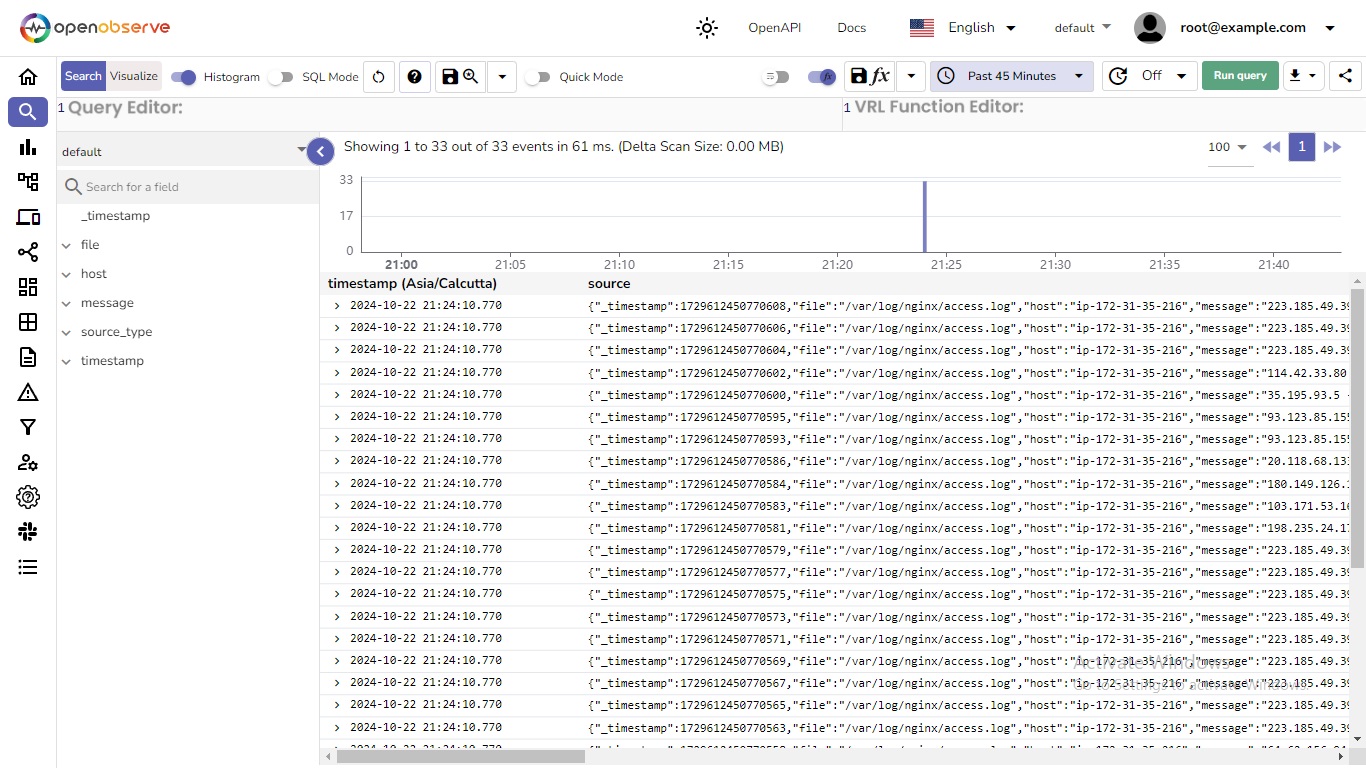 openobserve OpenAPI Docs English default root@example.com
Search Visualize Histogram SQL Mode Quick Mode fx fx Past 45 Minutes Off Run query
1 Query Editor: 1 VRL Function Editor:
default Showing 1 to 33 out of 33 events in 61 ms. (Delta Scan Size: 0.00 MB) 100 1
Search for a field
_timestamp
file
host
message
source_type
timestamp
33
17
0
21:00 21:05 21:10 21:15 21:20 21:25 21:30 21:35 21:40
timestamp (Asia/Calcutta) source
2024-10-22 21:24:10.770 {"_timestamp":1729612450770608,"file":"/var/log/nginx/access.log","host":"ip-172-31-35-216","message":"223.185.49.39
2024-10-22 21:24:10.770 {"_timestamp":1729612450770606,"file":"/var/log/nginx/access.log","host":"ip-172-31-35-216","message":"223.185.49.39
2024-10-22 21:24:10.770 {"_timestamp":1729612450770604,"file":"/var/log/nginx/access.log","host":"ip-172-31-35-216","message":"223.185.49.39
2024-10-22 21:24:10.770 {"_timestamp":1729612450770602,"file":"/var/log/nginx/access.log","host":"ip-172-31-35-216","message":"114.42.33.80
2024-10-22 21:24:10.770 {"_timestamp":1729612450770600,"file":"/var/log/nginx/access.log","host":"ip-172-31-35-216","message":"35.195.93.5 -
2024-10-22 21:24:10.770 {"_timestamp":1729612450770595,"file":"/var/log/nginx/access.log","host":"ip-172-31-35-216","message":"93.123.85.155
2024-10-22 21:24:10.770 {"_timestamp":1729612450770593,"file":"/var/log/nginx/access.log","host":"ip-172-31-35-216","message":"93.123.85.155
2024-10-22 21:24:10.770 {"_timestamp":1729612450770586,"file":"/var/log/nginx/access.log","host":"ip-172-31-35-216","message":"20.118.68.133
2024-10-22 21:24:10.770 {"_timestamp":1729612450770584,"file":"/var/log/nginx/access.log","host":"ip-172-31-35-216","message":"180.149.126.1
2024-10-22 21:24:10.770 {"_timestamp":1729612450770583,"file":"/var/log/nginx/access.log","host":"ip-172-31-35-216","message":"103.171.53.16
2024-10-22 21:24:10.770 {"_timestamp":1729612450770581,"file":"/var/log/nginx/access.log","host":"ip-172-31-35-216","message":"198.235.24.17
2024-10-22 21:24:10.770 {"_timestamp":1729612450770579,"file":"/var/log/nginx/access.log","host":"ip-172-31-35-216","message":"223.185.49.39
2024-10-22 21:24:10.770 {"_timestamp":1729612450770577,"file":"/var/log/nginx/access.log","host":"ip-172-31-35-216","message":"223.185.49.39
2024-10-22 21:24:10.770 {"_timestamp":1729612450770575,"file":"/var/log/nginx/access.log","host":"ip-172-31-35-216","message":"223.185.49.39
2024-10-22 21:24:10.770 {"_timestamp":1729612450770573,"file":"/var/log/nginx/access.log","host":"ip-172-31-35-216","message":"223.185.49.39
2024-10-22 21:24:10.770 {"_timestamp":1729612450770571,"file":"/var/log/nginx/access.log","host":"ip-172-31-35-216","message":"223.185.49.39
2024-10-22 21:24:10.770 {"_timestamp":1729612450770569,"file":"/var/log/nginx/access.log","host":"ip-172-31-35-216","message":"223.185.49.39
Activate Windows
2024-10-22 21:24:10.770 {"_timestamp":1729612450770567,"file":"/var/log/nginx/access.log","host":"ip-172-31-35-216","message":"223.185.49.39
Go to Settings to activate Windows.
2024-10-22 21:24:10.770 {"_timestamp":1729612450770565,"file":"/var/log/nginx/access.log","host":"ip-172-31-35-216","message":"223.185.49.39
2024-10-22 21:24:10.770 {"_timestamp":1729612450770563,"file":"/var/log/nginx/access.log","host":"ip-172-31-35-216","message":"223.185.49.39